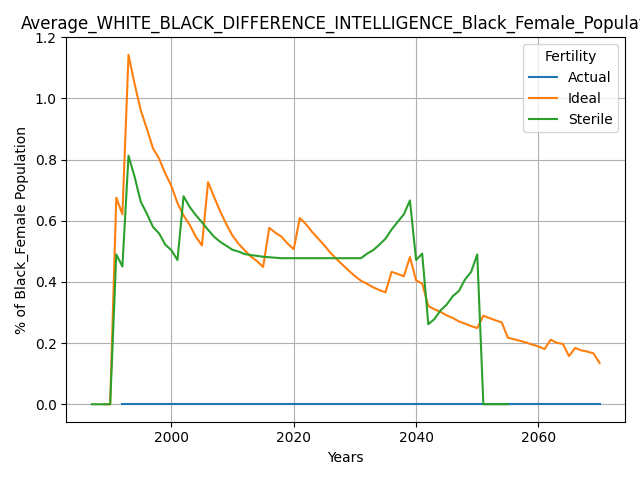 Average_WHITE_BLACK_DIFFERENCE_INTELLIGENCE_Black_Female_Populat
1.2
1.0
0.8
0.6
0.4
0.2
0.0
% of Black_Female Population
Fertility
Actual
Ideal
Sterile
2000 2020 2040 2060
Years